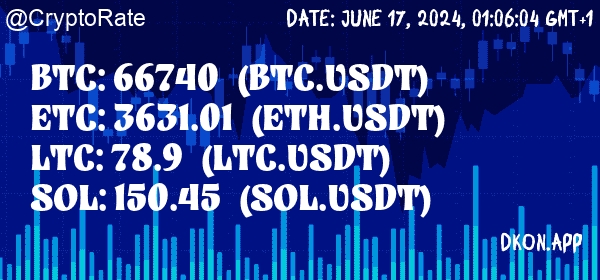 @CryptoRate
DATE: JUNE 17, 2024, 01:06:04 GMT+1
BTC: 66740 (BTC.USDT)
ETC: 3631.01 (ETH.USDT)
LTC: 78.9 (LTC.USDT)
SOL: 150.45 (SOL.USDT)
DKON.APP